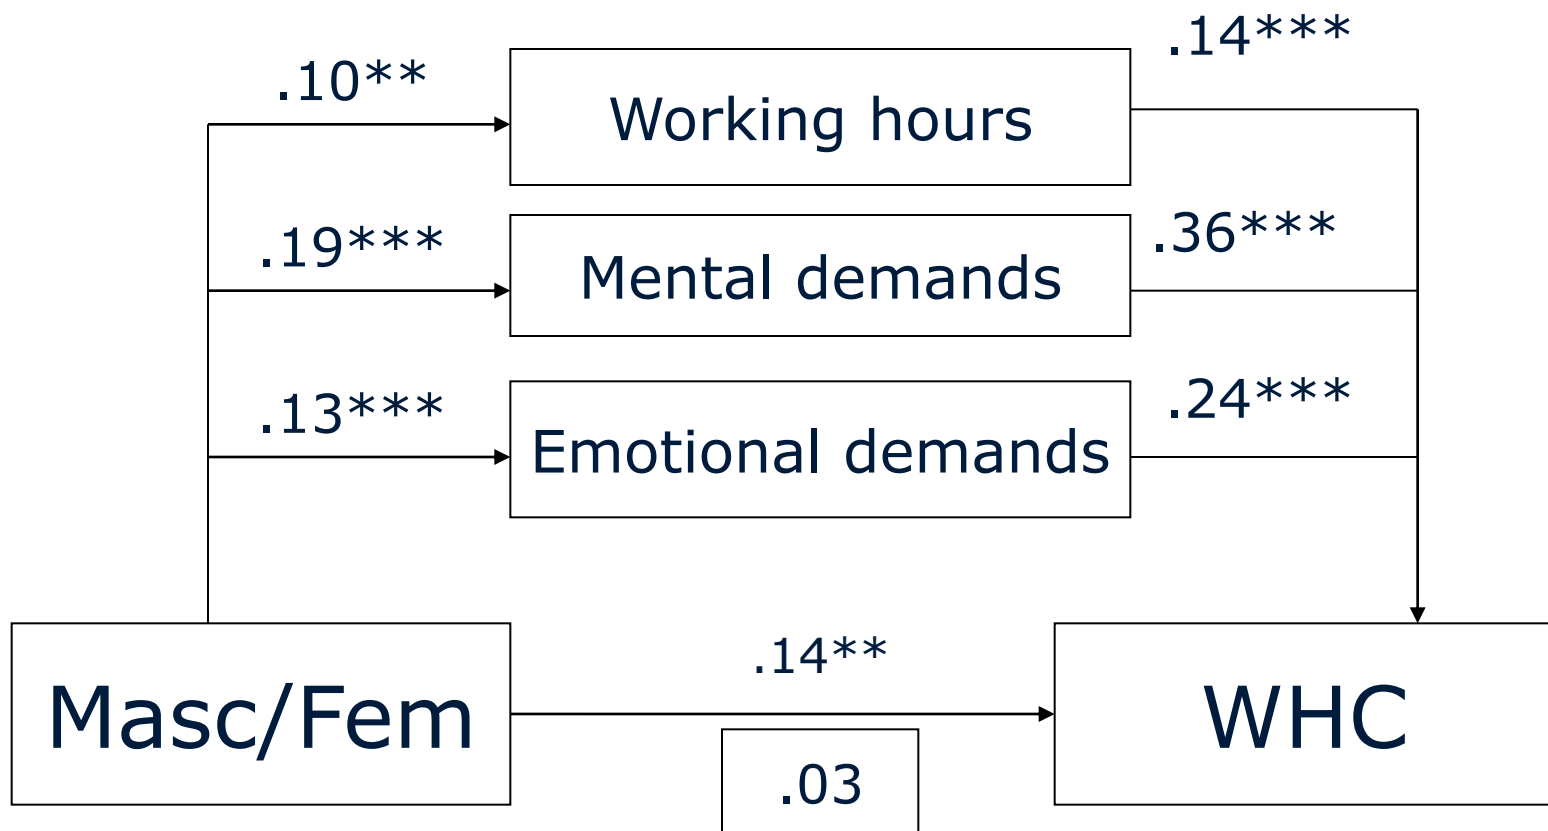 .14***
.10**
Working hours
.19***
.36***
Mental demands
.13***
.24***
Emotional demands
.14**
Masc/Fem
WHC
.03